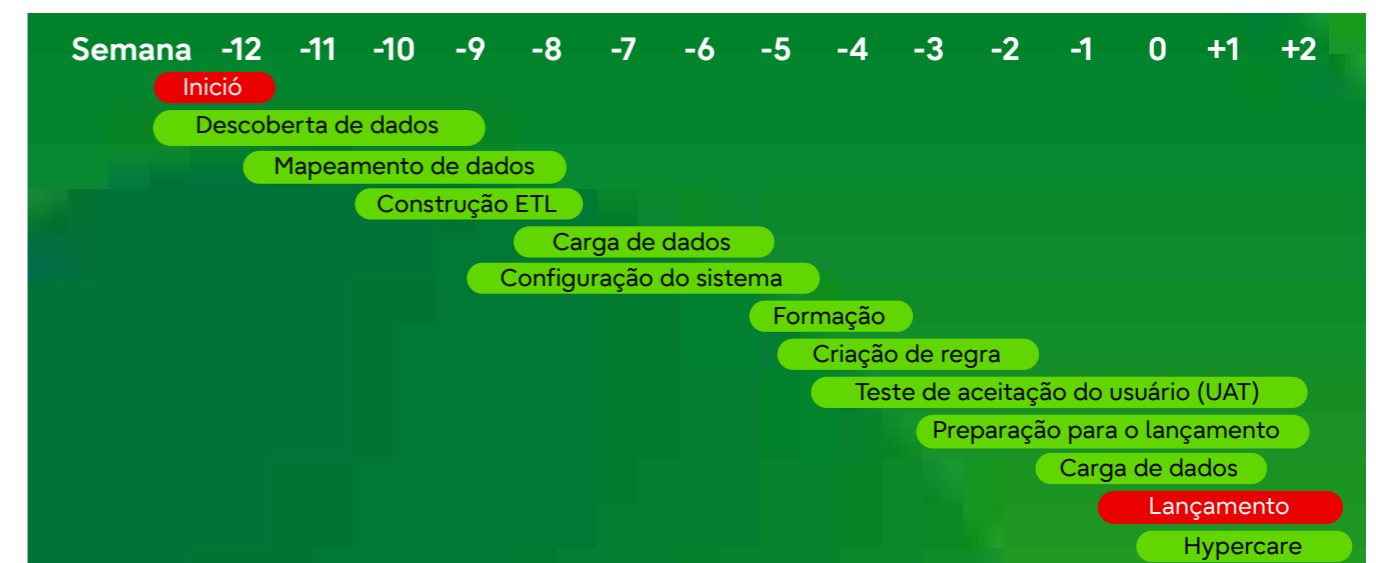 Semana -12 -11 -10 -9 -8 -7 -6 -5 -4 -3 -2 -1 0 +1 +2
Inició
Descoberta de dados
Mapeamento de dados
Construção ETL
Carga de dados
Configuração do sistema
Formação
Criação de regra
Teste de aceitação do usuário (UAT)
Preparação para o lançamento
Carga de dados
Lançamento
Hypercare